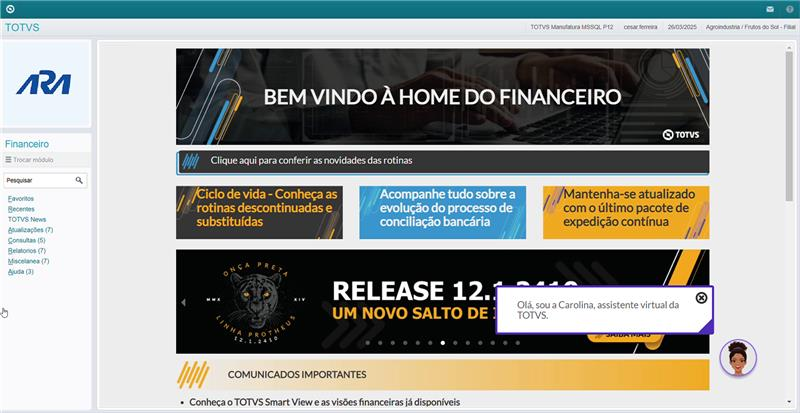 TOTVS
TOTVS Manufatura MSSQL P12
cesar.ferreira
26/03/2025
Agroindustria / Frutos do Sol - Filial
ARA
Financeiro
Trocar módulo
Pesquisar
Favoritos
Recentes
TOTVS News
Atualizações (7)
Consultas (5)
Relatorios (7)
Miscelanea (7)
Ajuda (3)
BEM VINDO À HOME DO FINANCEIRO
TOTVS
Clique aqui para conferir as novidades das rotinas
Ciclo de vida - Conheça as
rotinas descontinuadas e
substituídas
Acompanhe tudo sobre a
evolução do processo de
conciliação bancária
Mantenha-se atualizado
com o último pacote de
expedição contínua
ONÇA PRETA
MMX XIV
LINHA PROTHEUS
12.1.2410
RELEASE 12.1.2410
UM NOVO SALTO DE
SAIBA MAIS
Olá, sou a Carolina, assistente virtual da
TOTVS.
COMUNICADOS IMPORTANTES
• Conheça o TOTVS Smart View e as visões financeiras já disponíveis